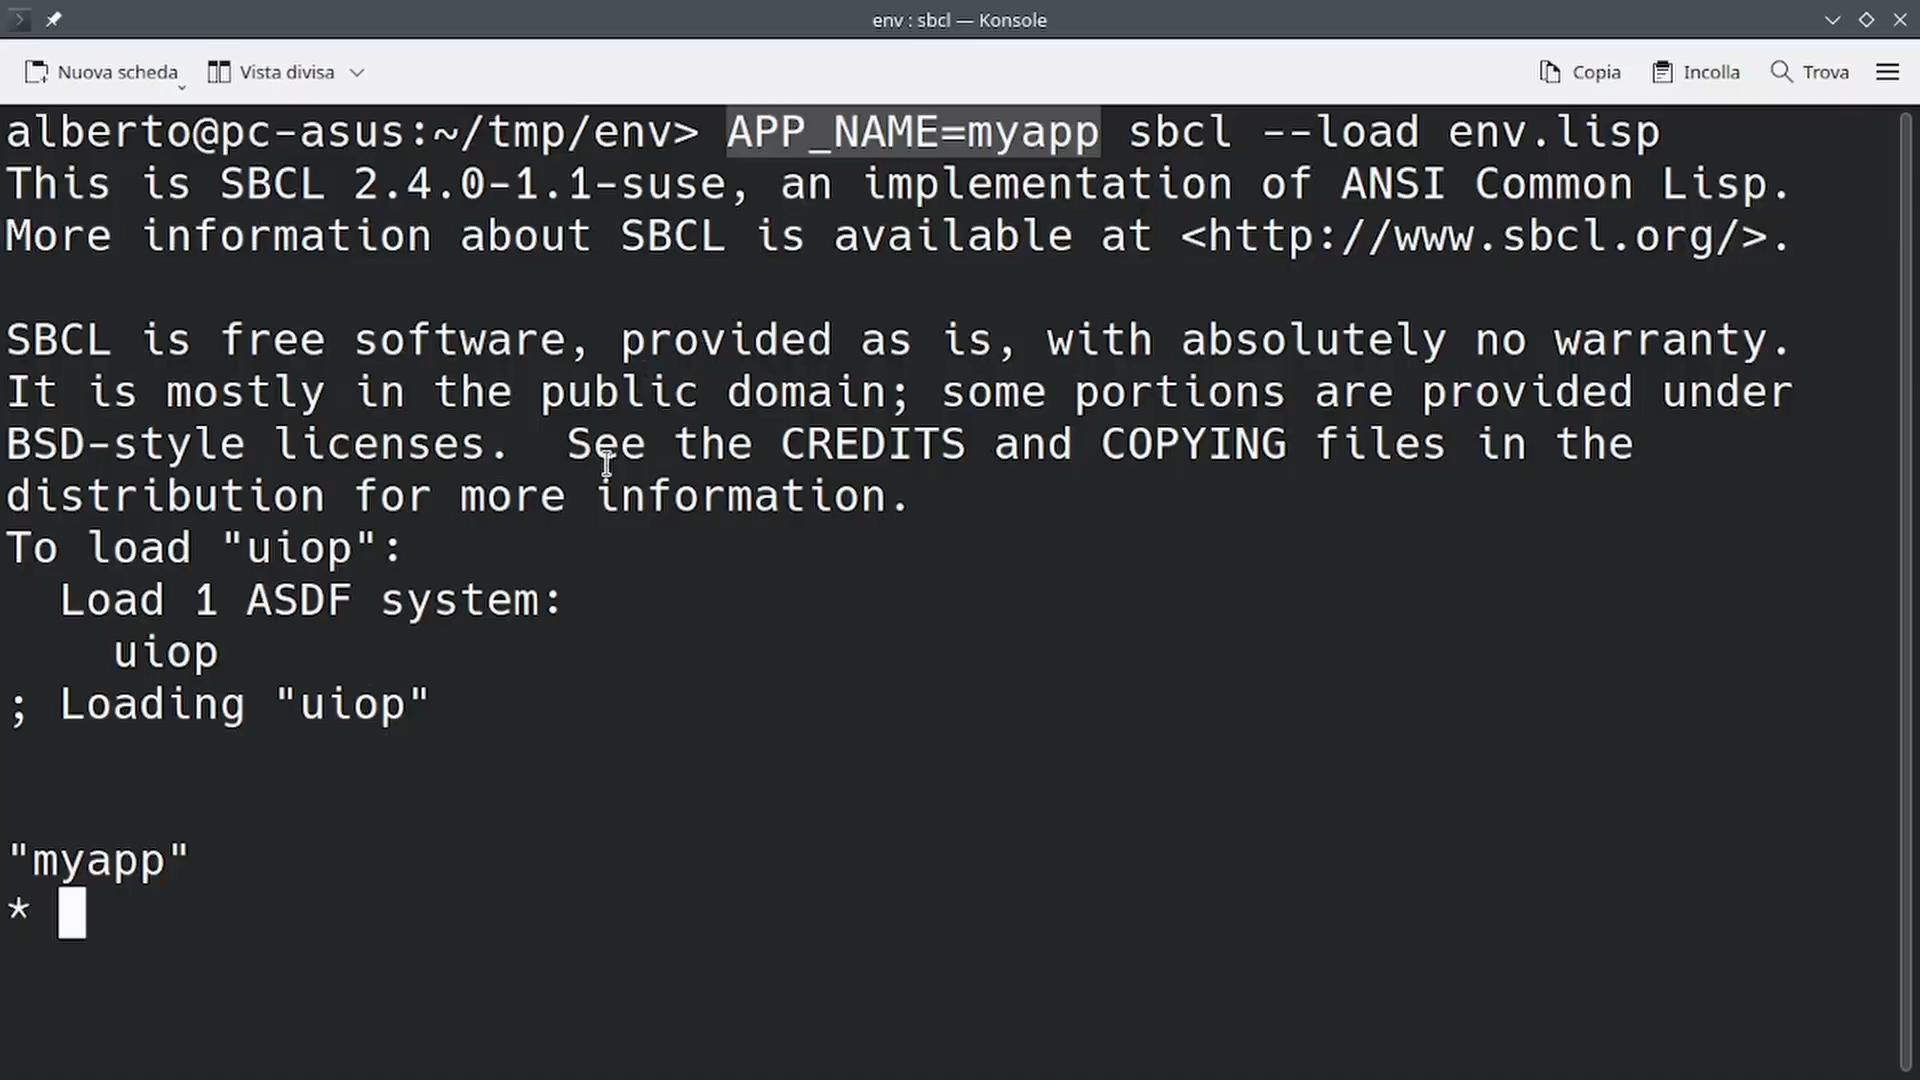 env : sbcl — Konsole
Nuova scheda Vista divisa Copia Incolla Trova
alberto@pc-asus:~/tmp/env> APP_NAME=myapp sbcl --load env.lisp
This is SBCL 2.4.0-1.1-suse, an implementation of ANSI Common Lisp.
More information about SBCL is available at <http://www.sbcl.org/>.

SBCL is free software, provided as is, with absolutely no warranty.
It is mostly in the public domain; some portions are provided under
BSD-style licenses.  See the CREDITS and COPYING files in the
distribution for more information.
To load "uiop":
  Load 1 ASDF system:
    uiop
; Loading "uiop"


"myapp"
*